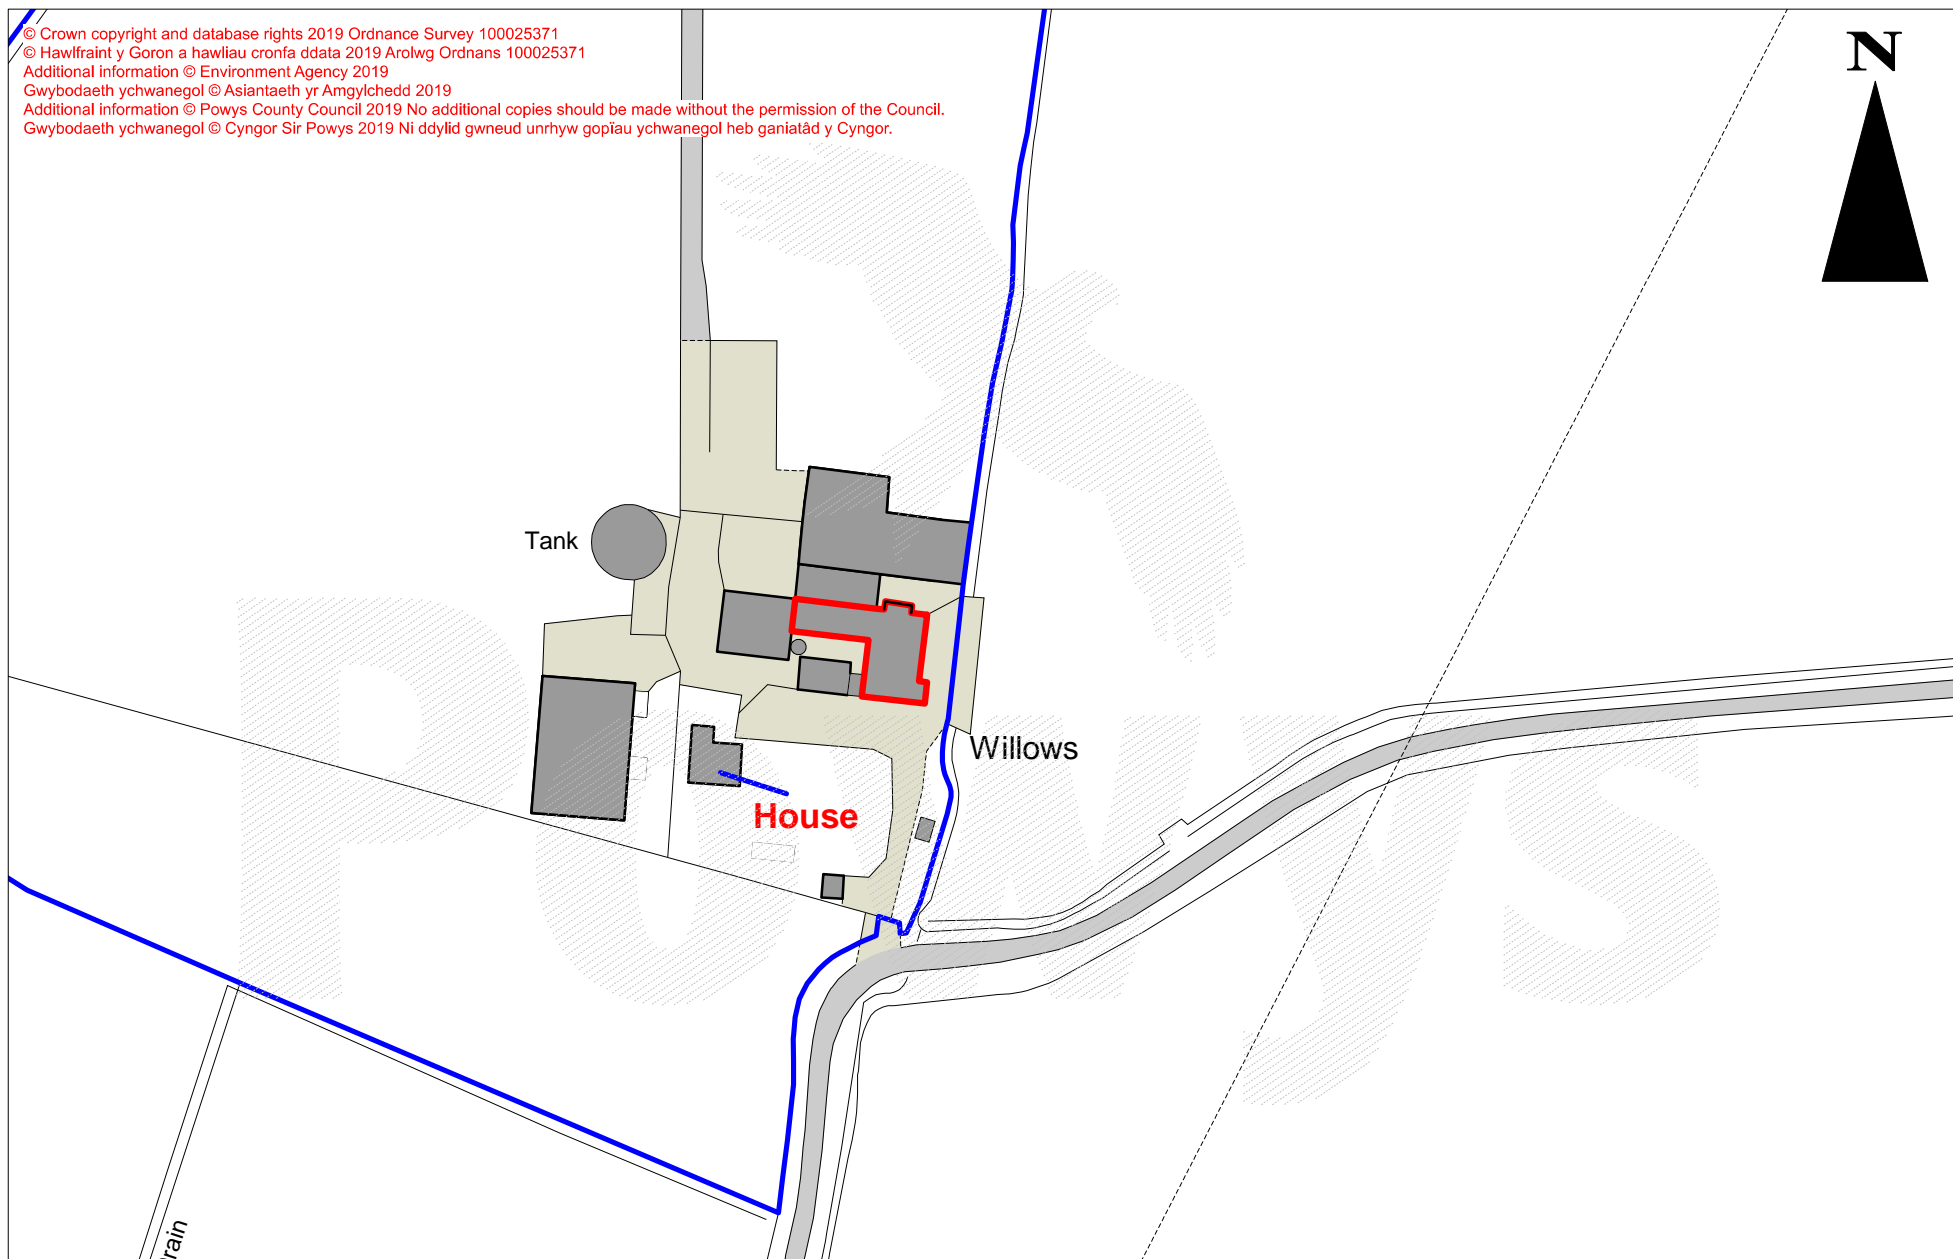 © Crown copyright and database rights 2019 Ordnance Survey 100025371
© Hawlfraint y Goron a hawliau cronfa ddata 2019 Arolwg Ordnans 100025371
Additional information © Environment Agency 2019
Gwybodaeth ychwanegol © Asiantaeth yr Amgylchedd 2019
Additional information © Powys County Council 2019 No additional copies should be made without the permission of the Council.
Gwybodaeth ychwanegol © Cyngor Sir Powys 2019 Ni ddylid gwneud unrhyw gopïau ychwanegol heb ganiatâd y Cyngor.
N
Tank
Willows
House
Powys
rain